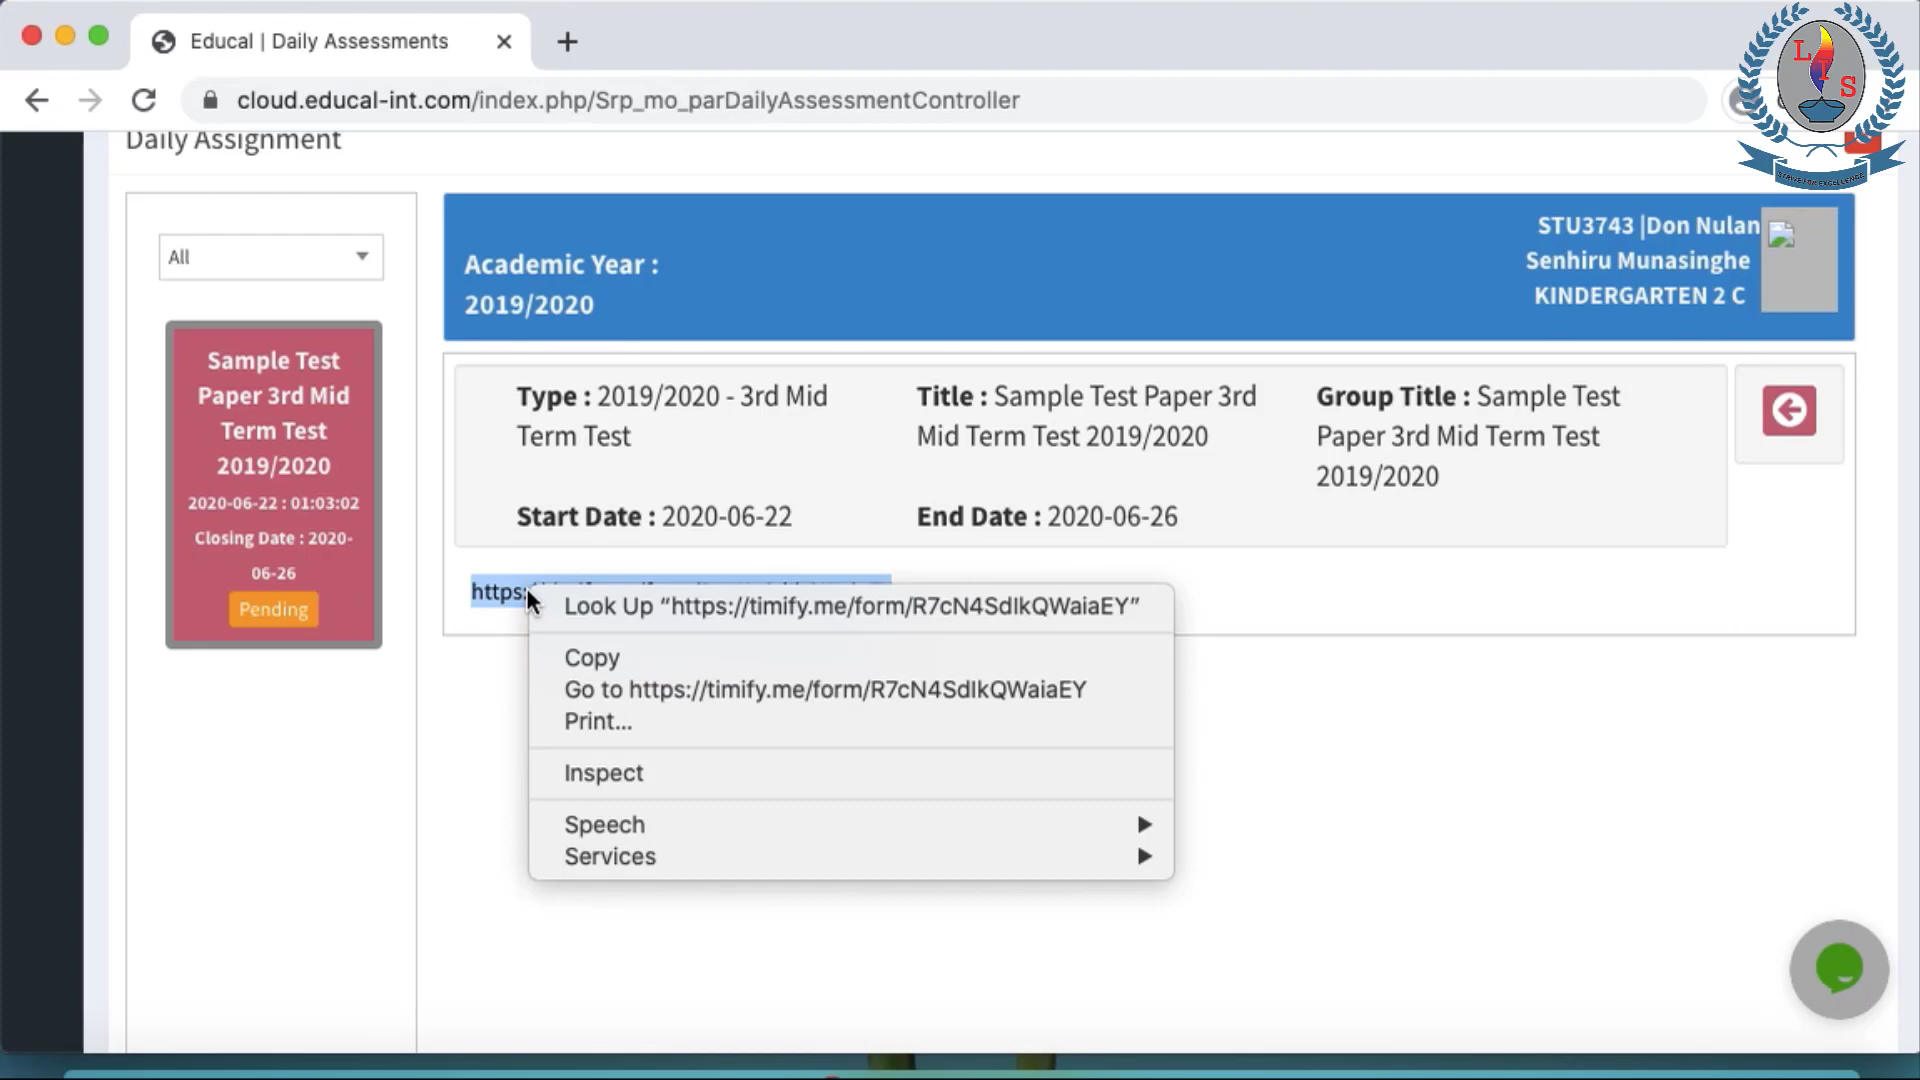 Educal | Daily Assessments
cloud.educal-int.com/index.php/Srp_mo_parDailyAssessmentController
L I S
STRIVE FOR EXCELLENCE
Daily Assignment
All
Sample Test
Paper 3rd Mid
Term Test
2019/2020
2020-06-22 : 01:03:02
Closing Date : 2020-
06-26
Pending
Academic Year :
2019/2020
STU3743 |Don Nulan
Senhiru Munasinghe
KINDERGARTEN 2 C
Type : 2019/2020 - 3rd Mid
Term Test
Title : Sample Test Paper 3rd
Mid Term Test 2019/2020
Group Title : Sample Test
Paper 3rd Mid Term Test
2019/2020
Start Date : 2020-06-22
End Date : 2020-06-26
https:
Look Up “https://timify.me/form/R7cN4SdIkQWaiaEY”
Copy
Go to https://timify.me/form/R7cN4SdIkQWaiaEY
Print...
Inspect
Speech
Services